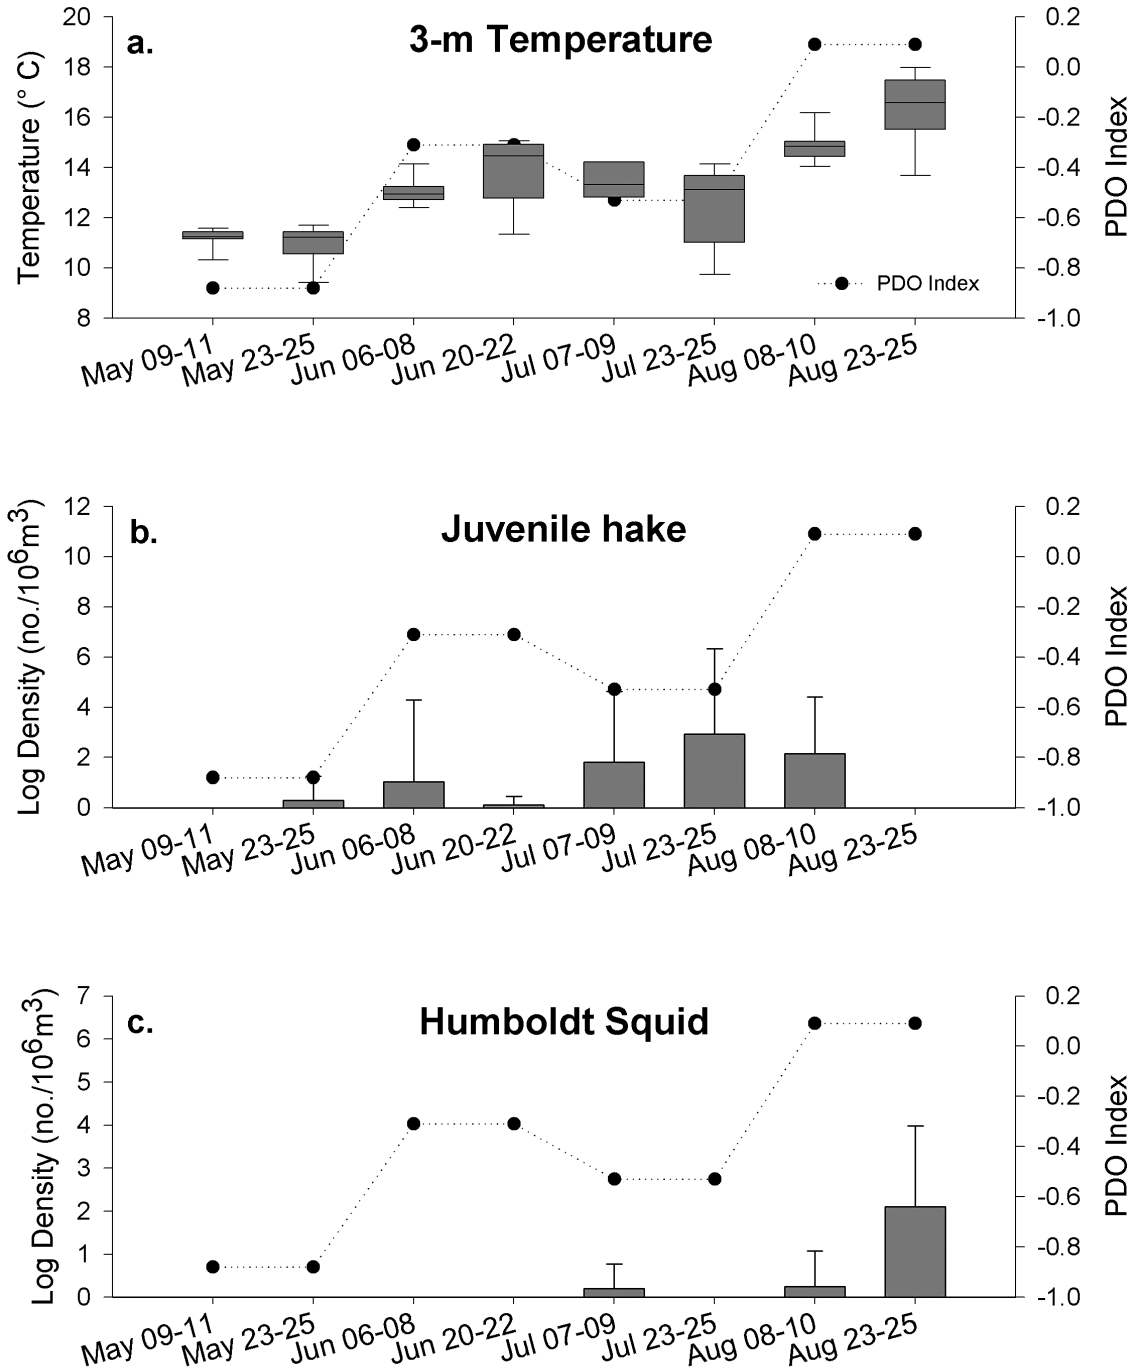 a.
3-m Temperature
Temperature (° C)
20
18
16
14
12
10
8
PDO Index
0.2
0.0
-0.2
-0.4
-0.6
-0.8
-1.0
PDO Index
May 09-11
May 23-25
Jun 06-08
Jun 20-22
Jul 07-09
Jul 23-25
Aug 08-10
Aug 23-25
b.
Juvenile hake
Log Density (no./10⁶m³)
12
10
8
6
4
2
0
0.2
0.0
-0.2
-0.4
-0.6
-0.8
-1.0
PDO Index
May 09-11
May 23-25
Jun 06-08
Jun 20-22
Jul 07-09
Jul 23-25
Aug 08-10
Aug 23-25
c.
Humboldt Squid
Log Density (no./10⁶m³)
7
6
5
4
3
2
1
0
0.2
0.0
-0.2
-0.4
-0.6
-0.8
-1.0
PDO Index
May 09-11
May 23-25
Jun 06-08
Jun 20-22
Jul 07-09
Jul 23-25
Aug 08-10
Aug 23-25